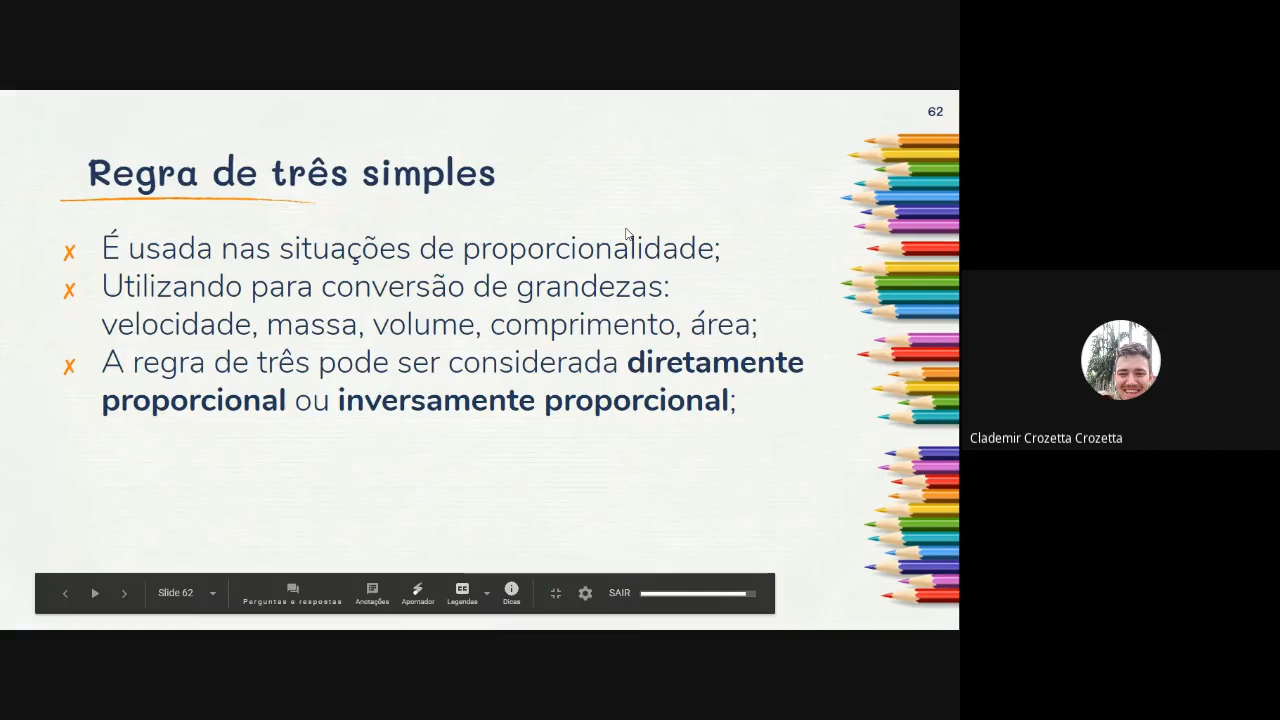 62
Regra de três simples
✗ É usada nas situações de proporcionalidade;
✗ Utilizando para conversão de grandezas:
velocidade, massa, volume, comprimento, área;
✗ A regra de três pode ser considerada diretamente
proporcional ou inversamente proporcional;
Clademir Crozetta Crozetta
Slide 62
Perguntas e respostas
Anotações
Apontador
CC
Legendas
Dicas
SAIR